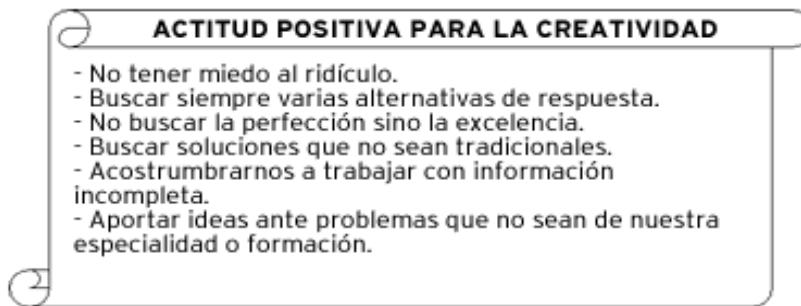 ACTITUD POSITIVA PARA LA CREATIVIDAD
- No tener miedo al ridículo.
- Buscar siempre varias alternativas de respuesta.
- No buscar la perfección sino la excelencia.
- Buscar soluciones que no sean tradicionales.
- Acostrumbrarnos a trabajar con información
incompleta.
- Aportar ideas ante problemas que no sean de nuestra
especialidad o formación.